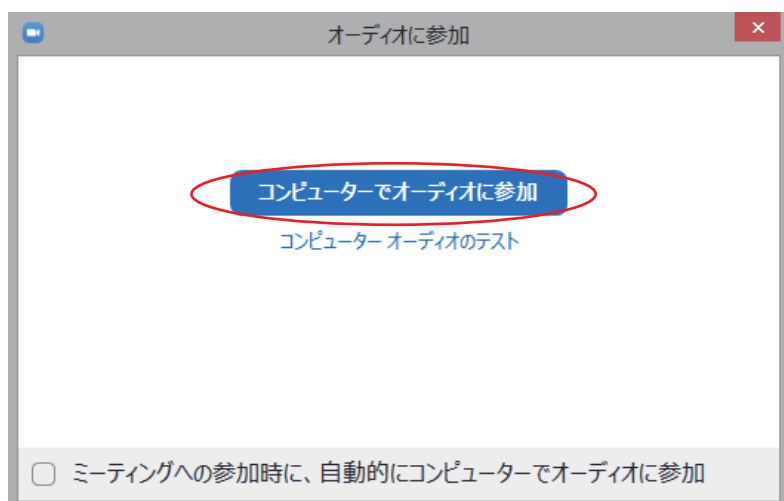 オーディオに参加
コンピューターでオーディオに参加
コンピューター オーディオのテスト
ミーティングへの参加時に、自動的にコンピューターでオーディオに参加